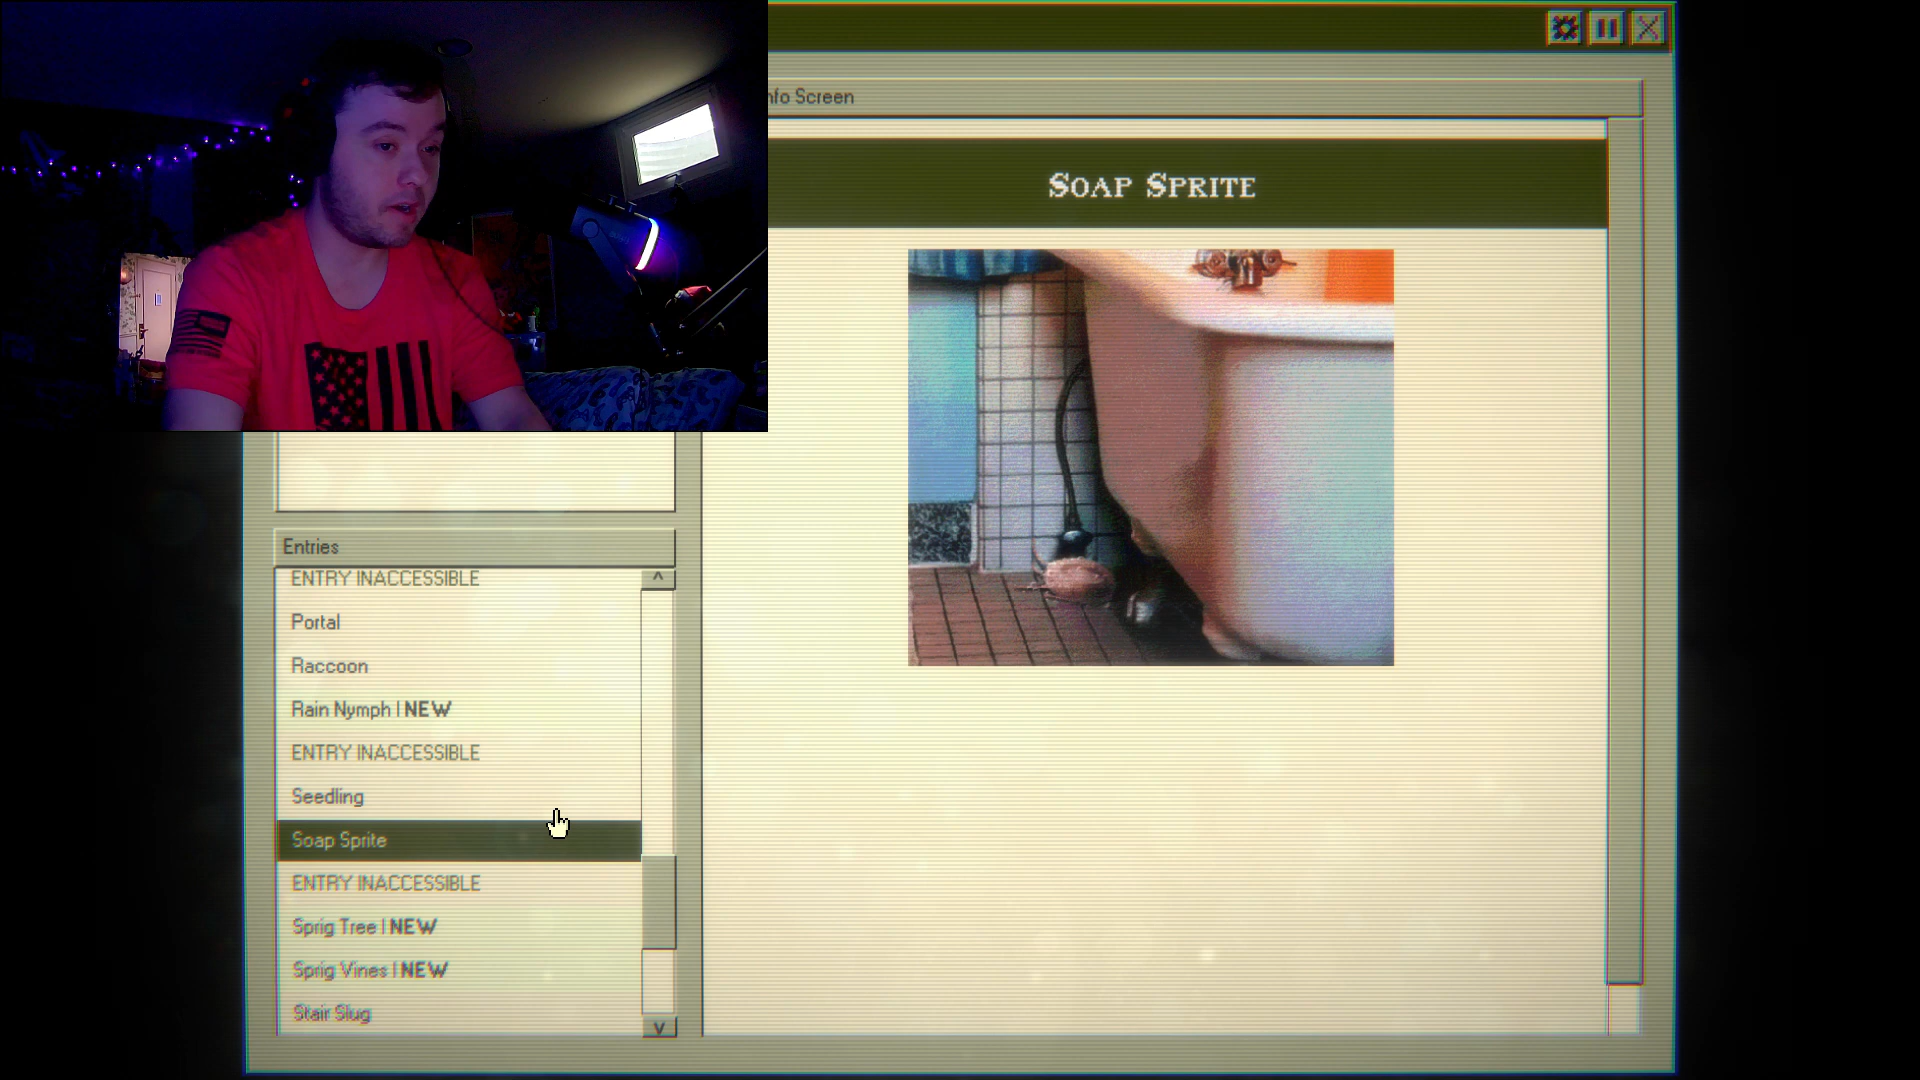 nfo Screen
Soap Sprite
Entries
ENTRY INACCESSIBLE
Portal
Raccoon
Rain Nymph | NEW
ENTRY INACCESSIBLE
Seedling
Soap Sprite
ENTRY INACCESSIBLE
Sprig Tree | NEW
Sprig Vines | NEW
Stair Slug